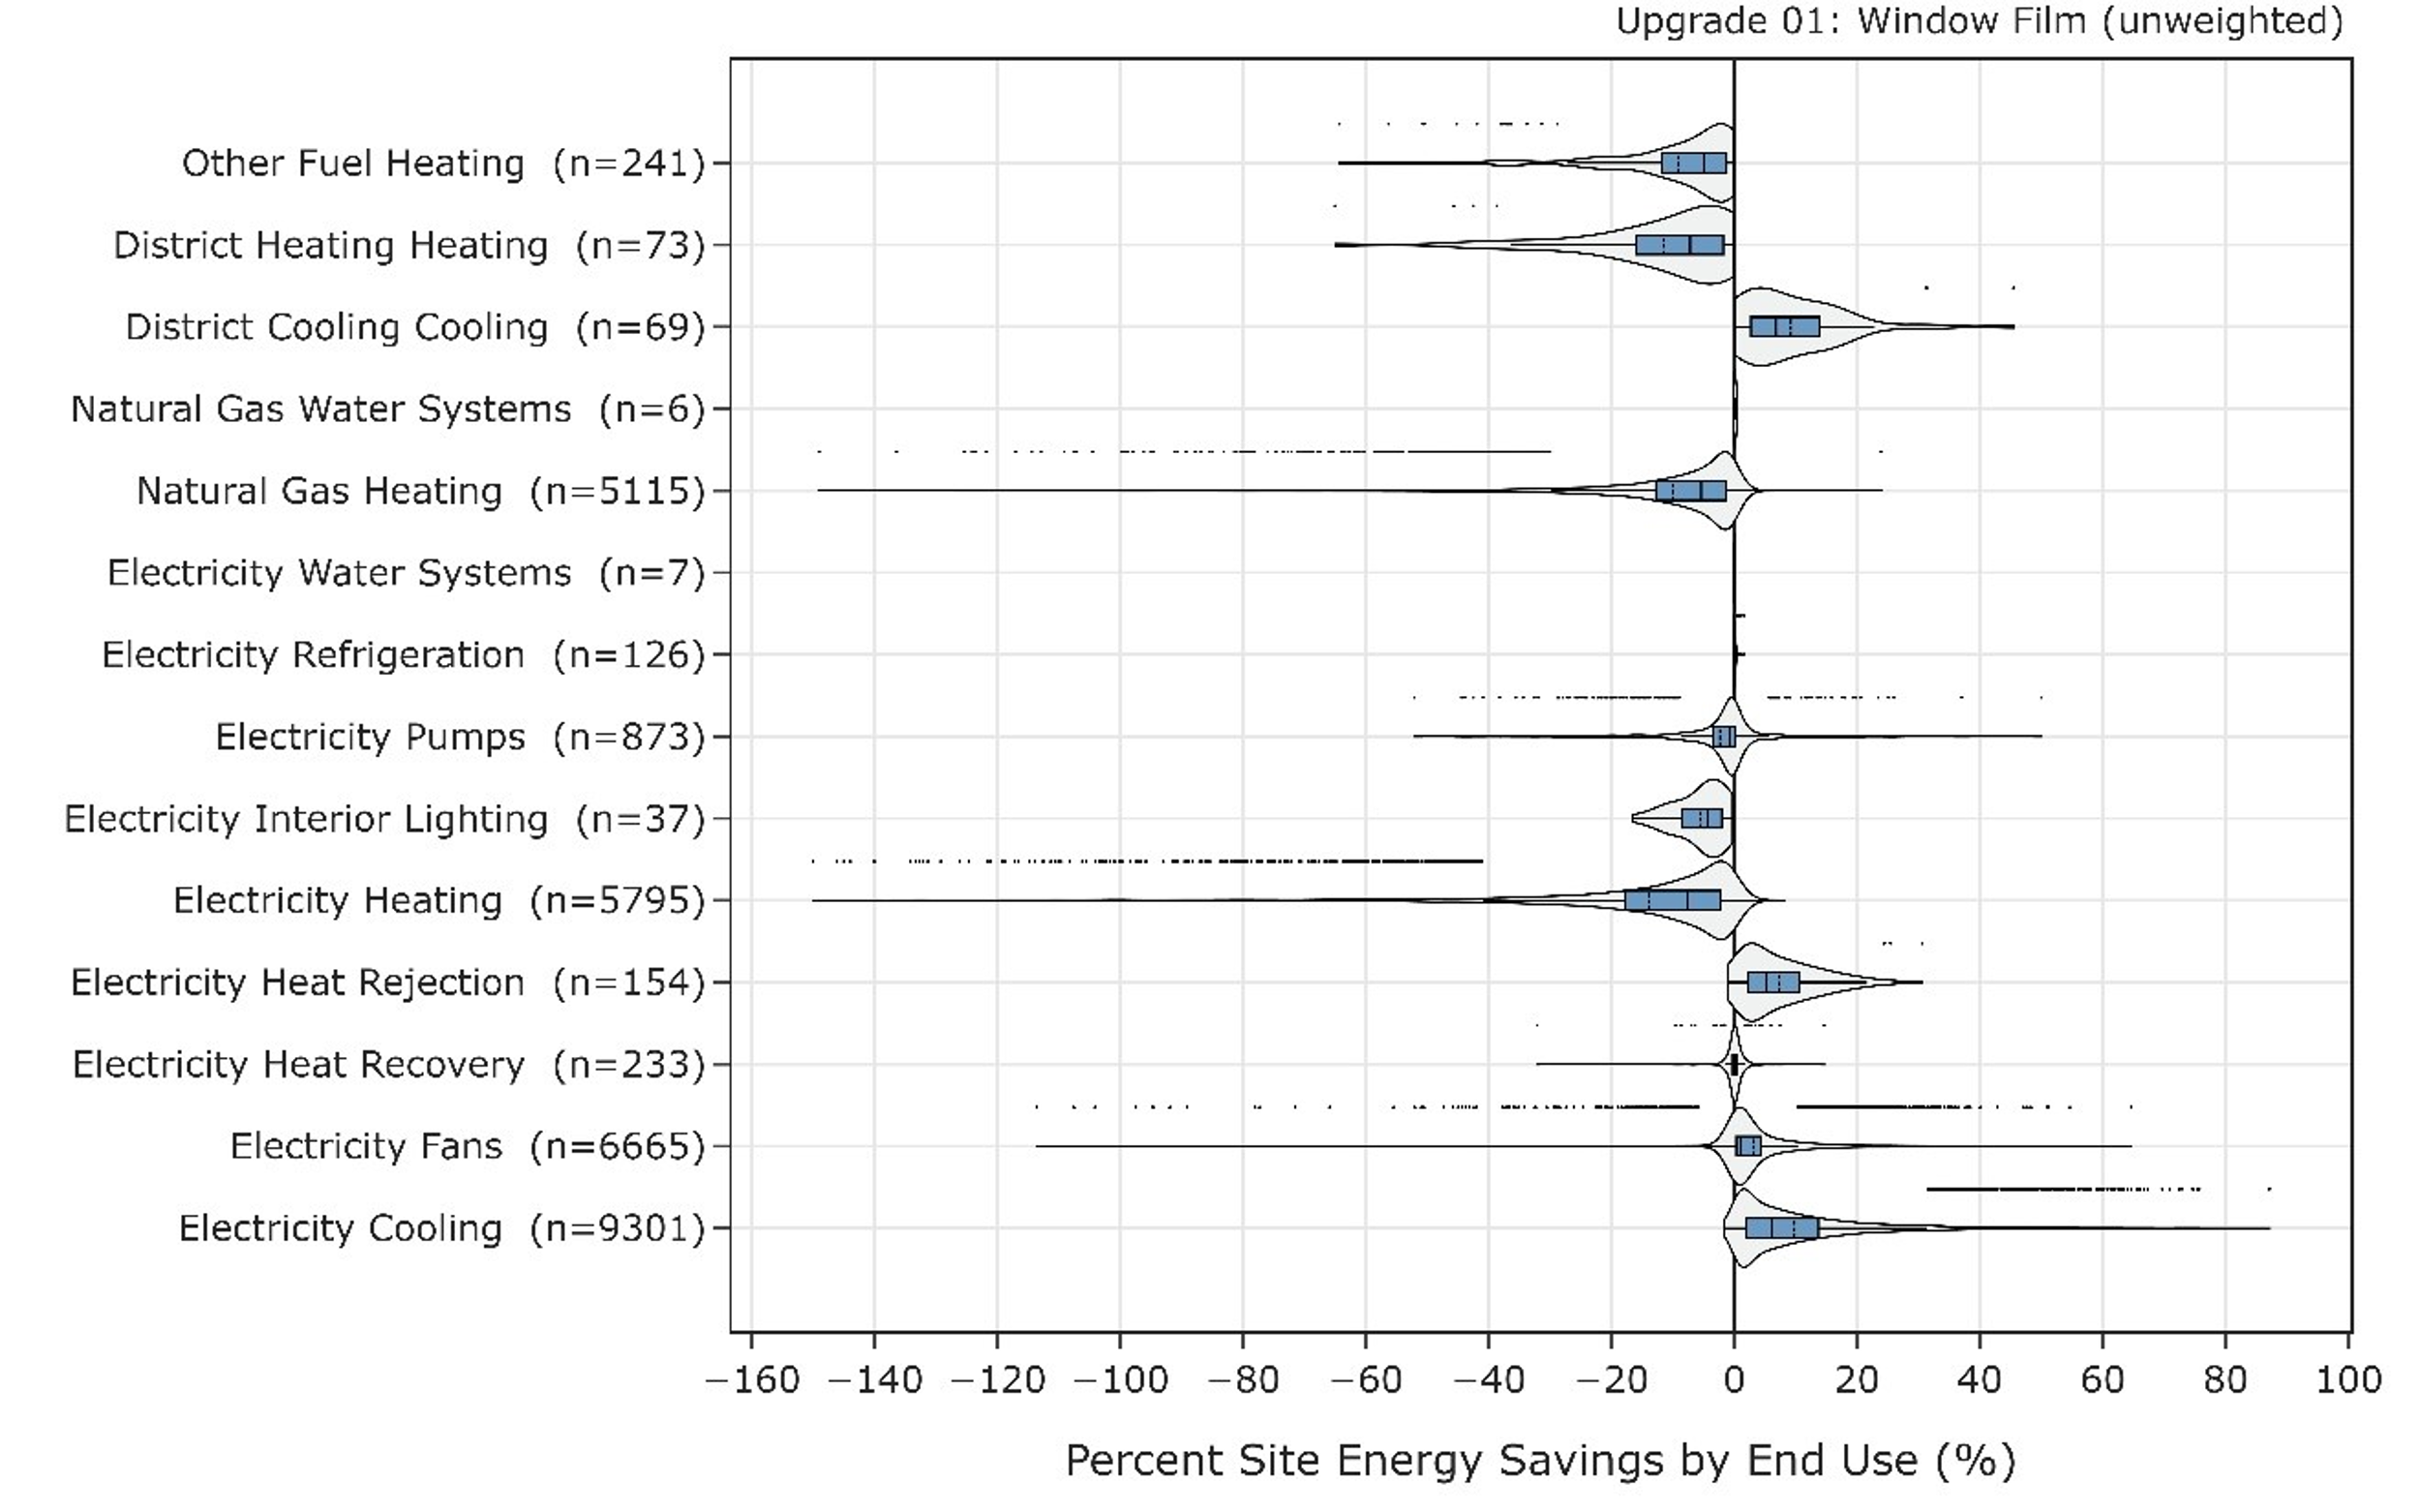 Upgrade 01: Window Film (unweighted)
Other Fuel Heating (n=241)
District Heating Heating (n=73)
District Cooling Cooling (n=69)
Natural Gas Water Systems (n=6)
Natural Gas Heating (n=5115)
Electricity Water Systems (n=7)
Electricity Refrigeration (n=126)
Electricity Pumps (n=873)
Electricity Interior Lighting (n=37)
Electricity Heating (n=5795)
Electricity Heat Rejection (n=154)
Electricity Heat Recovery (n=233)
Electricity Fans (n=6665)
Electricity Cooling (n=9301)
−160 −140 −120 −100 −80 −60 −40 −20 0 20 40 60 80 100
Percent Site Energy Savings by End Use (%)